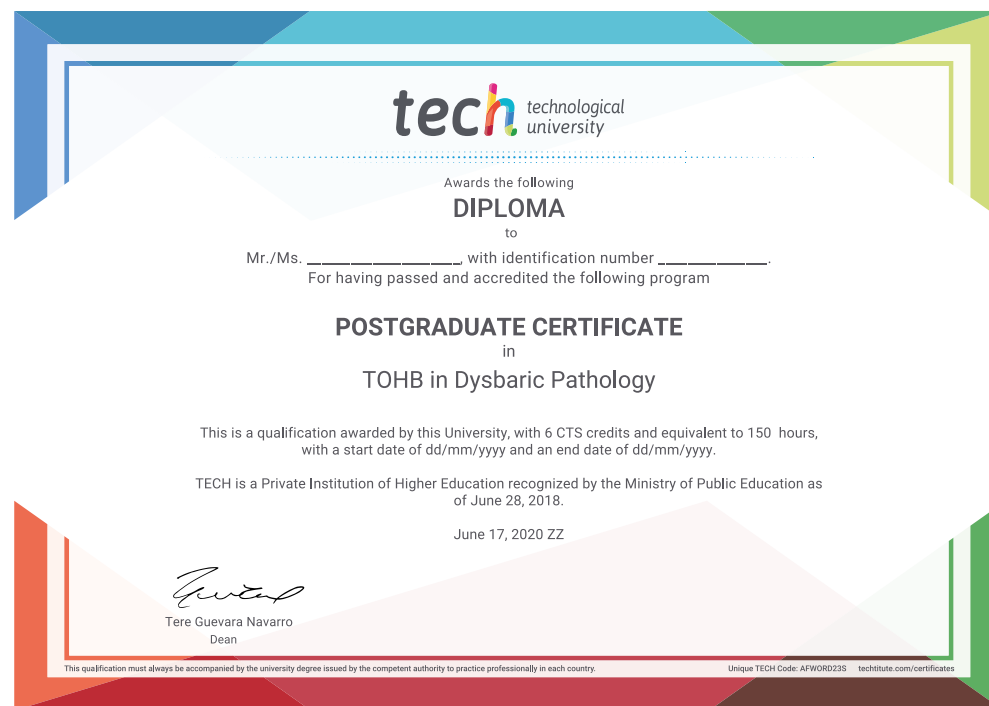 tech technological
university
Awards the following
DIPLOMA
to
Mr./Ms. ____________________, with identification number ______________.
For having passed and accredited the following program
POSTGRADUATE CERTIFICATE
in
TOHB in Dysbaric Pathology
This is a qualification awarded by this University, with 6 CTS credits and equivalent to 150 hours,
with a start date of dd/mm/yyyy and an end date of dd/mm/yyyy.
TECH is a Private Institution of Higher Education recognized by the Ministry of Public Education as
of June 28, 2018.
June 17, 2020 ZZ
Tere Guevara Navarro
Dean
This qualification must always be accompanied by the university degree issued by the competent authority to practice professionally in each country.
Unique TECH Code: AFWORD23S techtitute.com/certificates